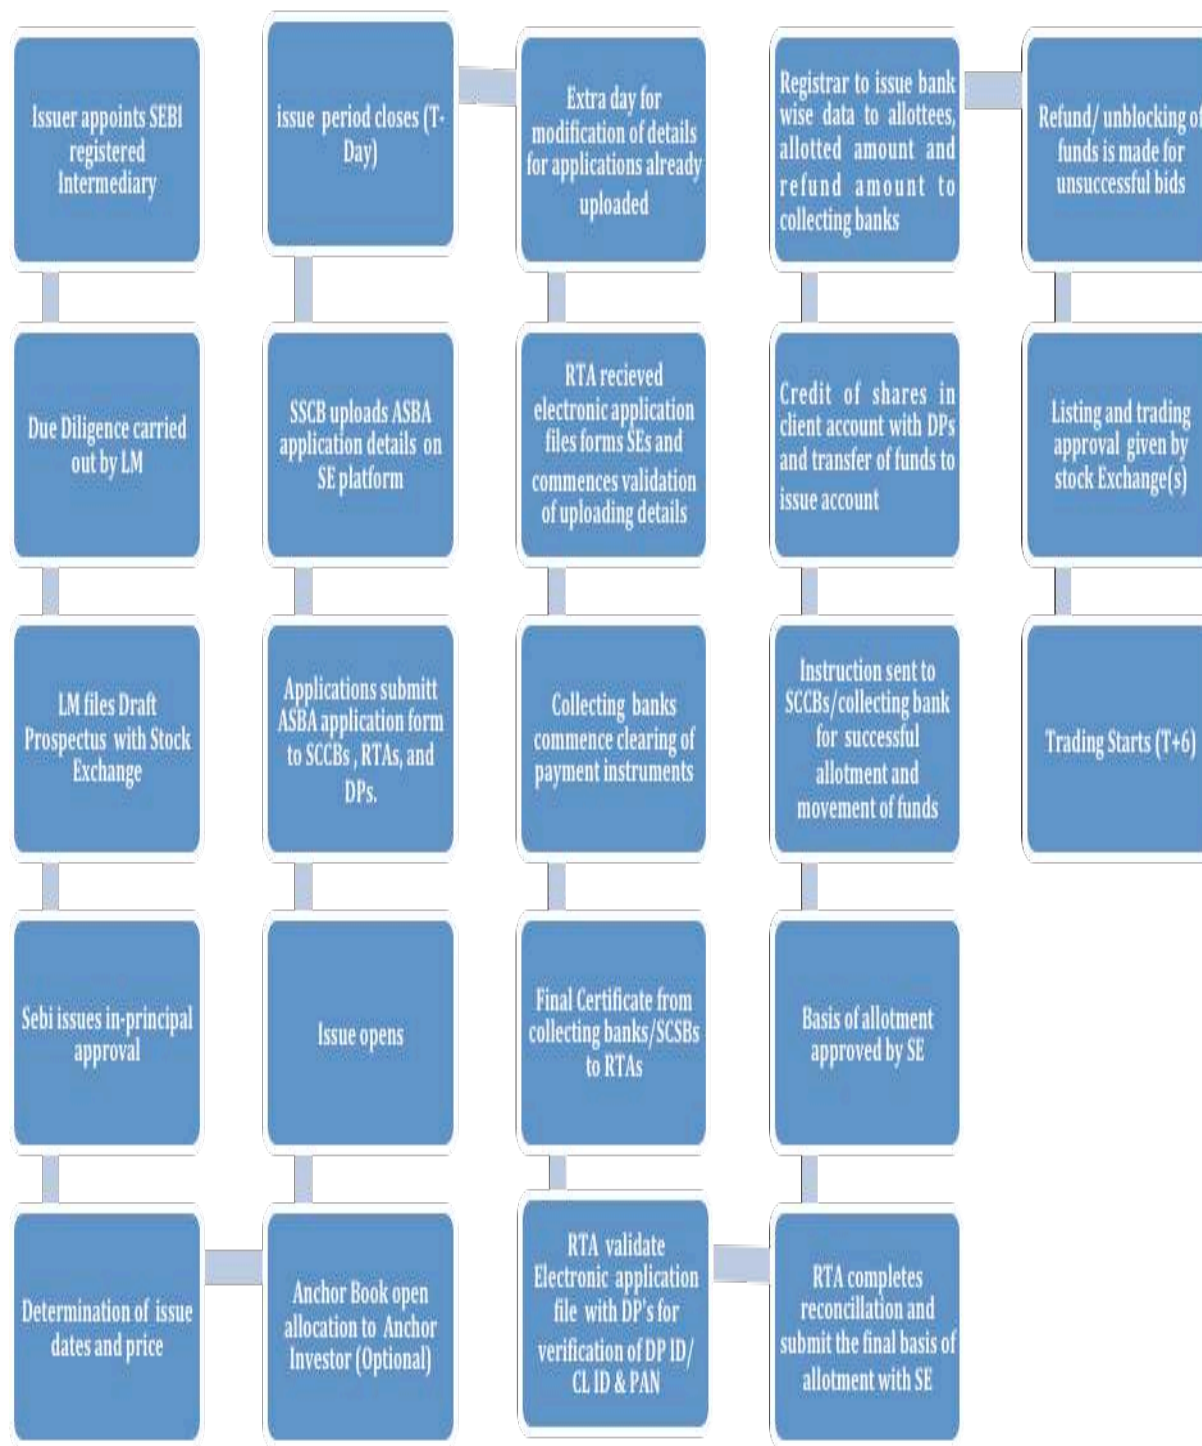 Issuer appoints SEBI
registered
Intermediary
Due Diligence carried
out by LM
LM files Draft
Prospectus with Stock
Exchange
Sebi issues in-principal
approval
Determination of issue
dates and price
Anchor Book open
allocation to Anchor
Investor (Optional)
Issue opens
Applications submitt
ASBA application form
to SCCBs , RTAs, and
DPs.
SSCB uploads ASBA
application details on
SE platform
issue period closes (T-
Day)
Extra day for
modification of details
for applications already
uploaded
RTA recieved
electronic application
files forms SEs and
commences validation
of uploading details
Collecting banks
commence clearing of
payment instruments
Final Certificate from
collecting banks/SCSBs
to RTAs
RTA validate
Electronic application
file with DP's for
verification of DP ID/
CL ID & PAN
RTA completes
reconcillation and
submit the final basis of
allotment with SE
Basis of allotment
approved by SE
Instruction sent to
SCCBs/collecting bank
for successful
allotment and
movement of funds
Credit of shares in
client account with DPs
and transfer of funds to
issue account
Registrar to issue bank
wise data to allottees,
allotted amount and
refund amount to
collecting banks
Refund/ unblocking of
funds is made for
unsuccessful bids
Listing and trading
approval given by
stock Exchange(s)
Trading Starts (T+6)